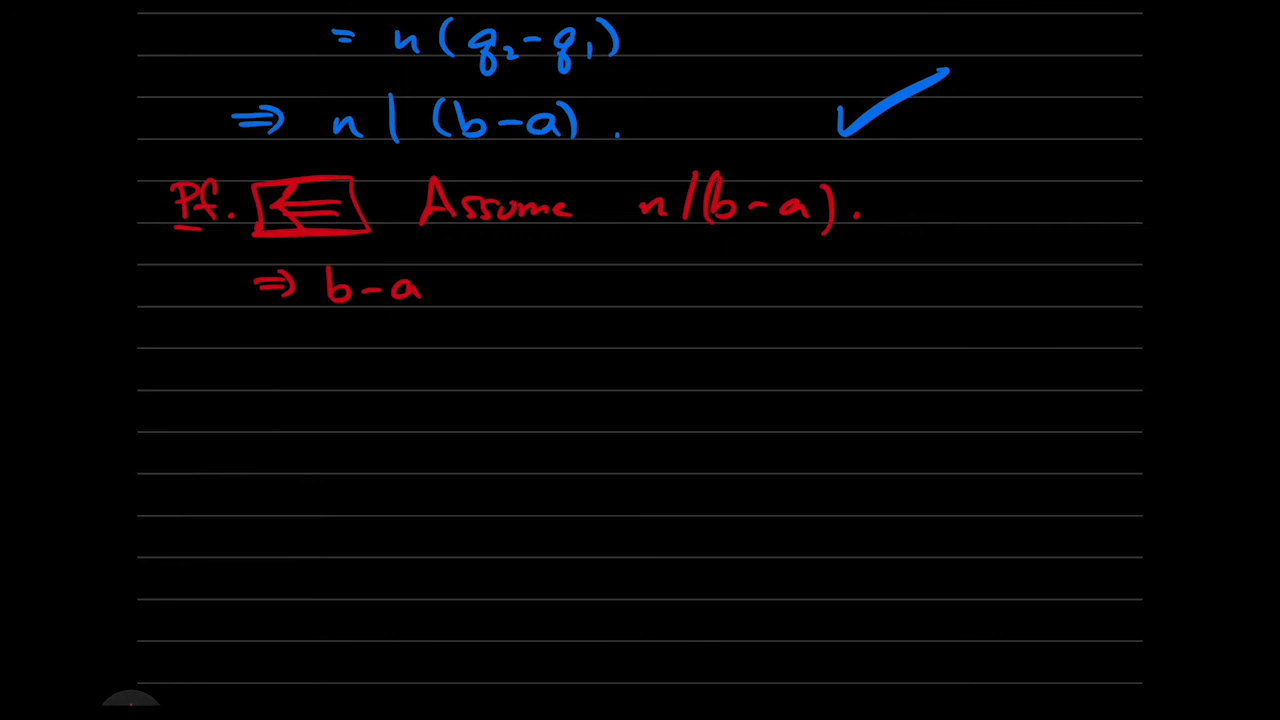 = n(q₂-q₁)
⇒ n | (b-a).
Pf. ⇐ Assume n|(b-a).
⇒ b-a